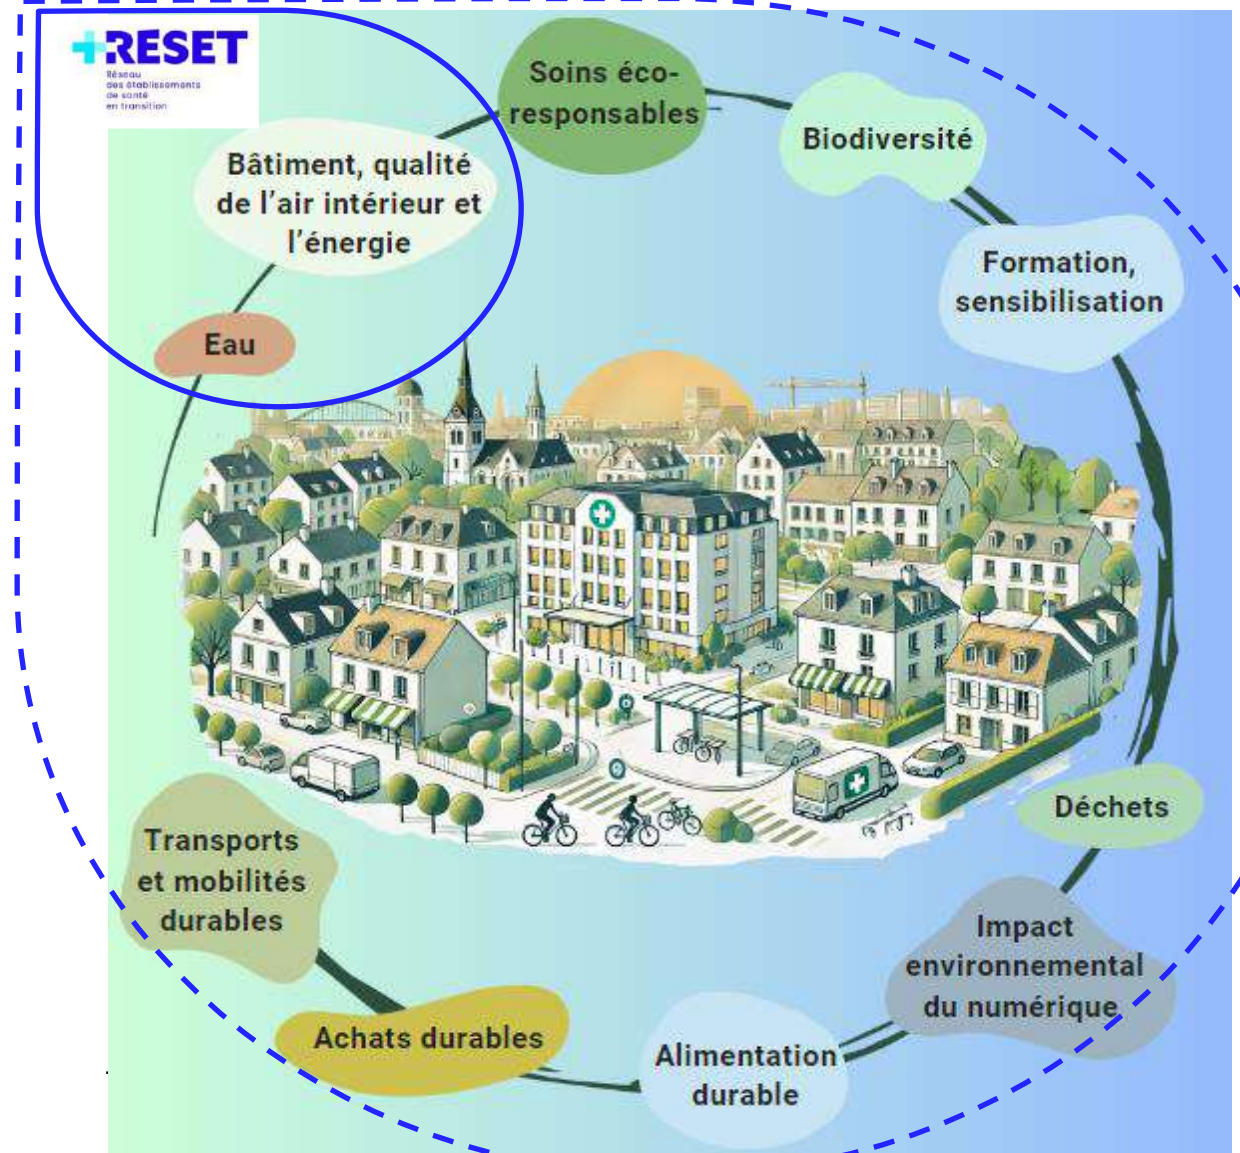 RESET
Réseau
des établissements
de santé
en transition
Soins éco-
responsables
Biodiversité
Bâtiment, qualité
de l’air intérieur et
l’énergie
Formation,
sensibilisation
Eau
Déchets
Transports
et mobilités
durables
Impact
environnemental
du numérique
Achats durables
Alimentation
durable